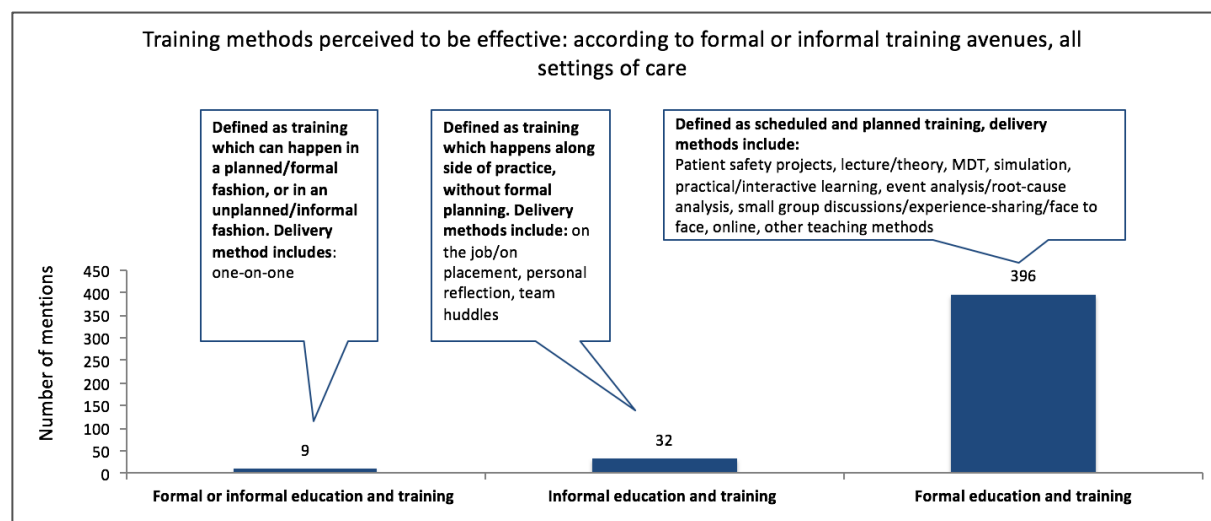 Training methods perceived to be effective: according to formal or informal training avenues, all
settings of care
Defined as training
which can happen in
a planned/formal
fashion, or in an
unplanned/informal
fashion. Delivery
method includes:
one-on-one
Defined as training
which happens along
side of practice,
without formal
planning. Delivery
methods include: on
the job/on
placement, personal
reflection, team
huddles
Defined as scheduled and planned training, delivery
methods include:
Patient safety projects, lecture/theory, MDT, simulation,
practical/interactive learning, event analysis/root-cause
analysis, small group discussions/experience-sharing/face to
face, online, other teaching methods
Number of mentions
450
400
350
300
250
200
150
100
50
0
9
32
396
Formal or informal education and training
Informal education and training
Formal education and training